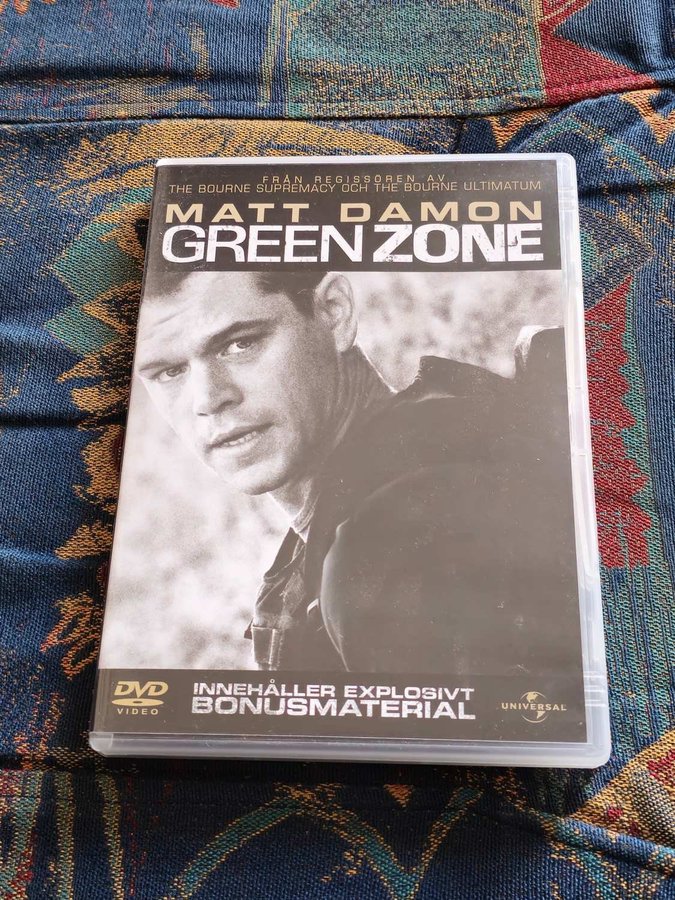 FRÅN REGISSÖREN AV
THE BOURNE SUPREMACY OCH THE BOURNE ULTIMATUM
MATT DAMON
GREEN ZONE
DVD
VIDEO
INNEHÅLLER EXPLOSIVT
BONUSMATERIAL
UNIVERSAL